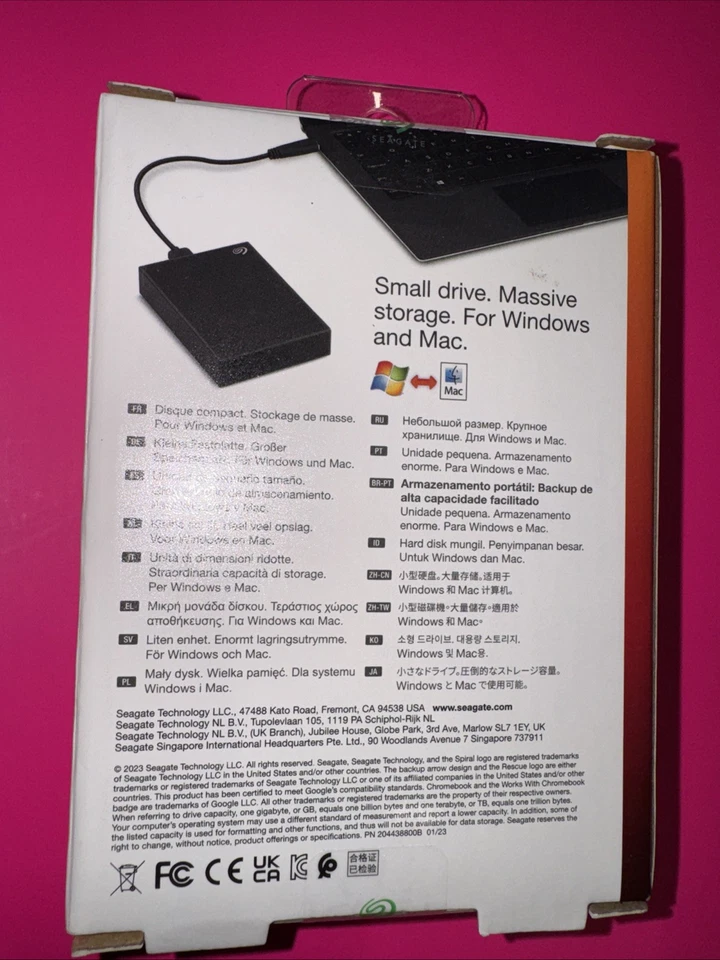 SEAGATE
Small drive. Massive
storage. For Windows
and Mac.
Mac
FR Disque compact. Stockage de masse.
Pour Windows et Mac.
DE Kleine Festplatte. Großer
für Windows und Mac.
tamaño.
de almacenamiento.
Windows y Mac.
NL veel opslag.
Voor Windows en Mac.
IT Unità di dimensioni ridotte.
Straordinaria capacità di storage.
Per Windows e Mac.
EL Μικρή μονάδα δίσκου. Τεράστιος χώρος
αποθήκευσης. Για Windows και Mac.
SV Liten enhet. Enormt lagringsutrymme.
För Windows och Mac.
PL Mały dysk. Wielka pamięć. Dla systemu
Windows i Mac.
RU Небольшой размер. Крупное
хранилище. Для Windows и Mac.
PT Unidade pequena. Armazenamento
enorme. Para Windows e Mac.
BR-PT Armazenamento portátil: Backup de
alta capacidade facilitado
Unidade pequena. Armazenamento
enorme. Para Windows e Mac.
ID Hard disk mungil. Penyimpanan besar.
Untuk Windows dan Mac.
ZH-CN 小型硬盘。大量存储。适用于
Windows 和 Mac 计算机。
ZH-TW 小型磁碟機。大量儲存。適用於
Windows 和 Mac。
KO 소형 드라이브. 대용량 스토리지.
Windows 및 Mac용.
JA 小さなドライブ。圧倒的なストレージ容量。
Windows と Mac で使用可能。
Seagate Technology LLC., 47488 Kato Road, Fremont, CA 94538 USA www.seagate.com
Seagate Technology NL B.V., Tupolevlaan 105, 1119 PA Schiphol-Rijk NL
Seagate Technology NL B.V., (UK Branch), Jubilee House, Globe Park, 3rd Ave, Marlow SL7 1EY, UK
Seagate Singapore International Headquarters Pte. Ltd., 90 Woodlands Avenue 7 Singapore 737911
© 2023 Seagate Technology LLC. All rights reserved. Seagate, Seagate Technology, and the Spiral logo are registered trademarks
of Seagate Technology LLC in the United States and/or other countries. The backup arrow design and the Rescue logo are either
trademarks or registered trademarks of Seagate Technology LLC or one of its affiliated companies in the United States and/or other
countries. This product has been certified to meet Google's compatibility standards. Chromebook and the Works With Chromebook
badge are trademarks of Google LLC. All other trademarks or registered trademarks are the property of their respective owners.
When referring to drive capacity, one gigabyte, or GB, equals one billion bytes and one terabyte, or TB, equals one trillion bytes.
Your computer's operating system may use a different standard of measurement and report a lower capacity. In addition, some of
the listed capacity is used for formatting and other functions, and thus will not be available for data storage. Seagate reserves the
right to change, without notice, product offerings or specifications. PN 204438800B 01/23
FC CE UK
CA
合格证
已检验